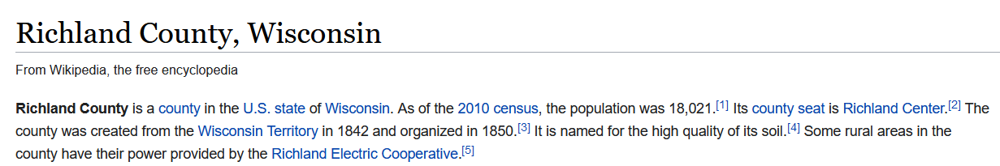 Richland County, Wisconsin
From Wikipedia, the free encyclopedia
Richland County is a county in the U.S. state of Wisconsin. As of the 2010 census, the population was 18,021.[1] Its county seat is Richland Center.[2] The
county was created from the Wisconsin Territory in 1842 and organized in 1850.[3] It is named for the high quality of its soil.[4] Some rural areas in the
county have their power provided by the Richland Electric Cooperative.[5]